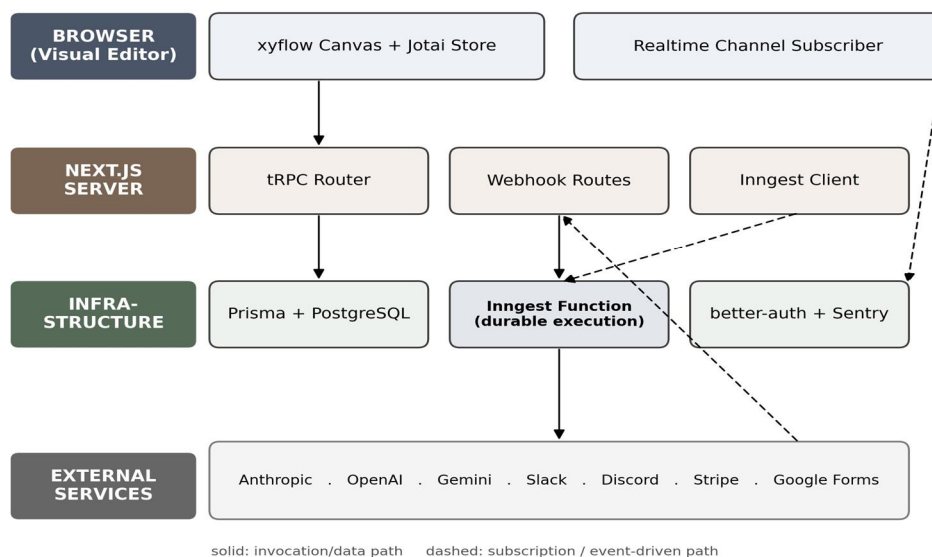 BROWSER
(Visual Editor)
xyflow Canvas + Jotai Store
Realtime Channel Subscriber
NEXT.JS
SERVER
tRPC Router
Webhook Routes
Inngest Client
INFRA-
STRUCTURE
Prisma + PostgreSQL
Inngest Function
(durable execution)
better-auth + Sentry
EXTERNAL
SERVICES
Anthropic . OpenAI . Gemini . Slack . Discord . Stripe . Google Forms
solid: invocation/data path dashed: subscription / event-driven path